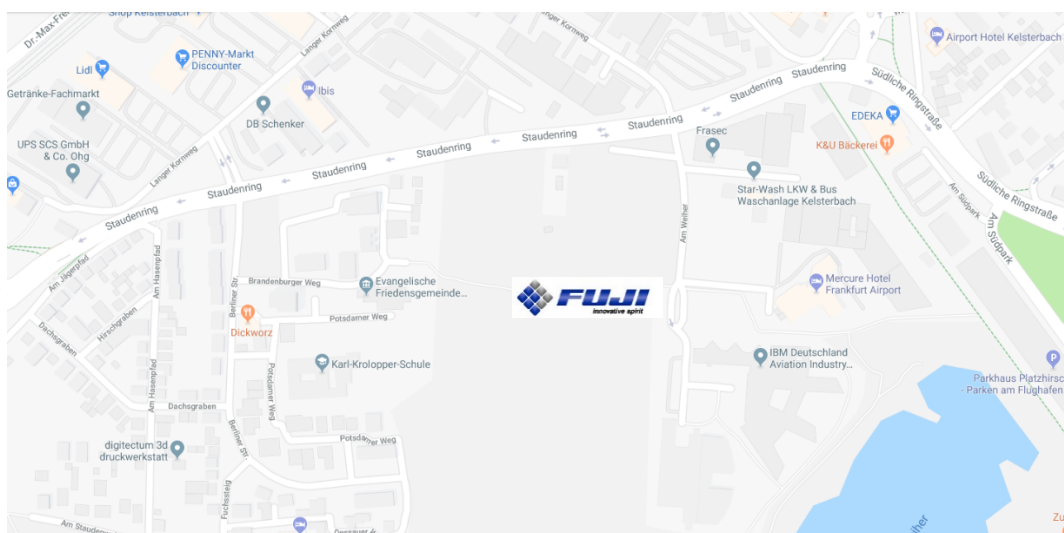 Shop Kelsterbach
Langer Kornweg
Airport Hotel Kelsterbach
PENNY-Markt
Discounter
Lidl
Staudenring
Südliche Ringstraße
Ibis
Getränke-Fachmarkt
DB Schenker
Staudenring
Staudenring
EDEKA
Frasec
UPS SCS GmbH
& Co. Ohg
Langer Kornweg
Staudenring
Staudenring
Staudenring
K&U Bäckerei
Star-Wash LKW & Bus
Waschanlage Kelsterbach
Staudenring
Staudenring
Am Südpark
Südliche Ringstraße
Am Weiher
Am Südpark
Am Jägerpfad
Am Hasenpfad
Berliner Str.
Brandenburger Weg
Evangelische
Friedensgemeinde...
FUJI
innovative spirit
Mercure Hotel
Frankfurt Airport
Hirschgraben
Dachsgraben
Dickworz
Potsdamer Weg
Karl-Krolopper-Schule
IBM Deutschland
Aviation Industry...
Parkhaus Platzhirsc
- Parken am Flughafen
Am Hasenpfad
Potsdamer Weg
Dachsgraben
Berliner Str.
Potsdamer Weg
digitectum 3d
druckwerkstatt
Fuchssteig
Am Stauden
Zu